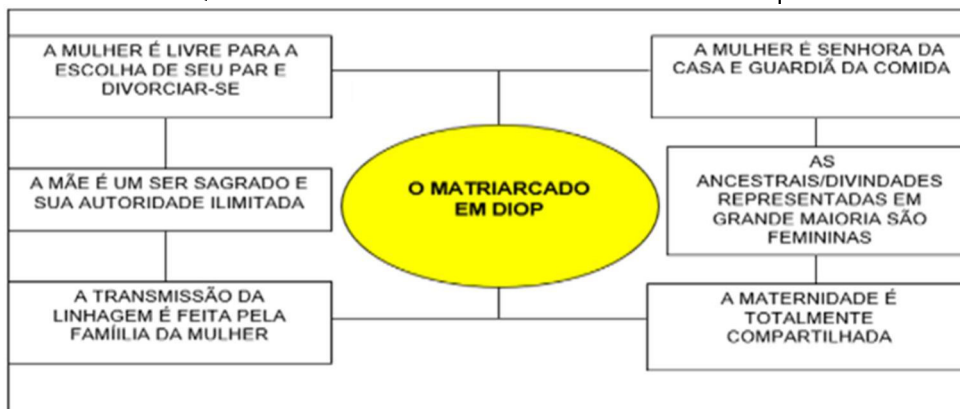 A MULHER É LIVRE PARA A
ESCOLHA DE SEU PAR E
DIVORCIAR-SE
A MÃE É UM SER SAGRADO E
SUA AUTORIDADE ILIMITADA
A TRANSMISSÃO DA
LINHAGEM É FEITA PELA
FAMÍILIA DA MULHER
O MATRIARCADO
EM DIOP
A MULHER É SENHORA DA
CASA E GUARDIÃ DA COMIDA
AS
ANCESTRAIS/DIVINDADES
REPRESENTADAS EM
GRANDE MAIORIA SÃO
FEMININAS
A MATERNIDADE É
TOTALMENTE
COMPARTILHADA